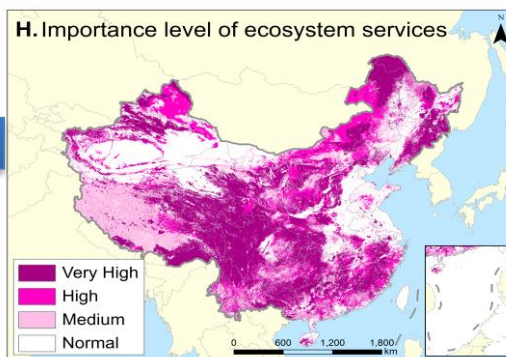 H. Importance level of ecosystem services
N
Very High
High
Medium
Normal
0 600 1,200 1,800
km